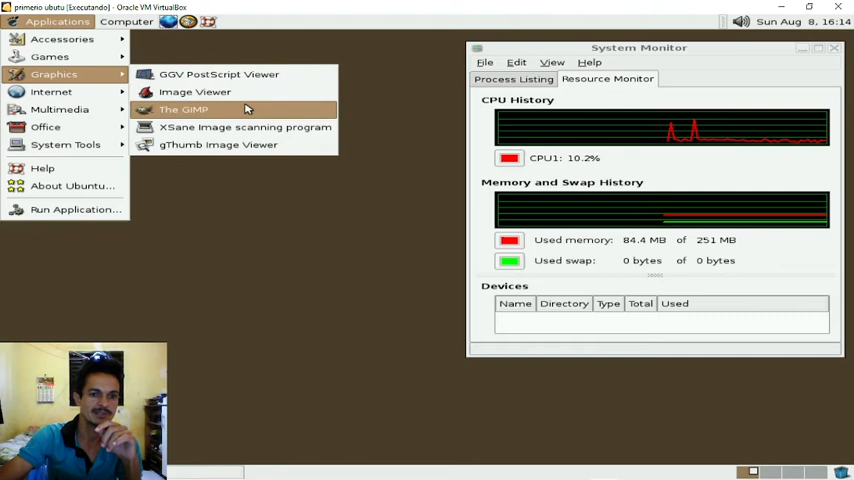 primerio ubutu [Executando] - Oracle VM VirtualBox
Applications Computer Sun Aug 8, 16:14
Accessories
Games
Graphics
Internet
Multimedia
Office
System Tools
Help
About Ubuntu...
Run Application...
GGV PostScript Viewer
Image Viewer
The GIMP
XSane Image scanning program
gThumb Image Viewer
System Monitor
File Edit View Help
Process Listing Resource Monitor
CPU History
CPU1: 10.2%
Memory and Swap History
Used memory: 84.4 MB of 251 MB
Used swap: 0 bytes of 0 bytes
Devices
Name Directory Type Total Used